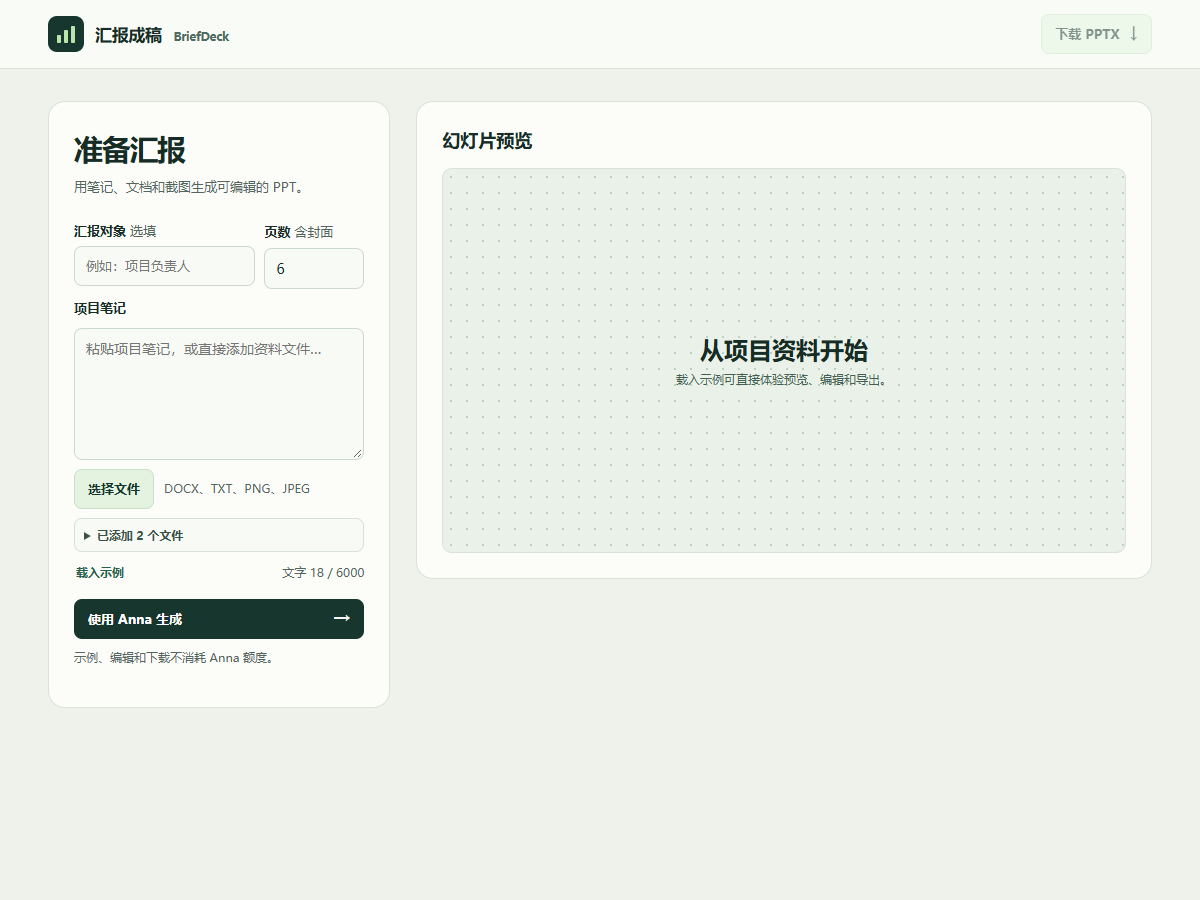 汇报成稿 BriefDeck
下载 PPTX ↓
准备汇报
用笔记、文档和截图生成可编辑的 PPT。
汇报对象 选填
页数 含封面
例如：项目负责人
6
项目笔记
粘贴项目笔记，或直接添加资料文件...
选择文件 DOCX、TXT、PNG、JPEG
▶ 已添加 2 个文件
载入示例 文字 18 / 6000
使用 Anna 生成 →
示例、编辑和下载不消耗 Anna 额度。
幻灯片预览
从项目资料开始
载入示例可直接体验预览、编辑和导出。